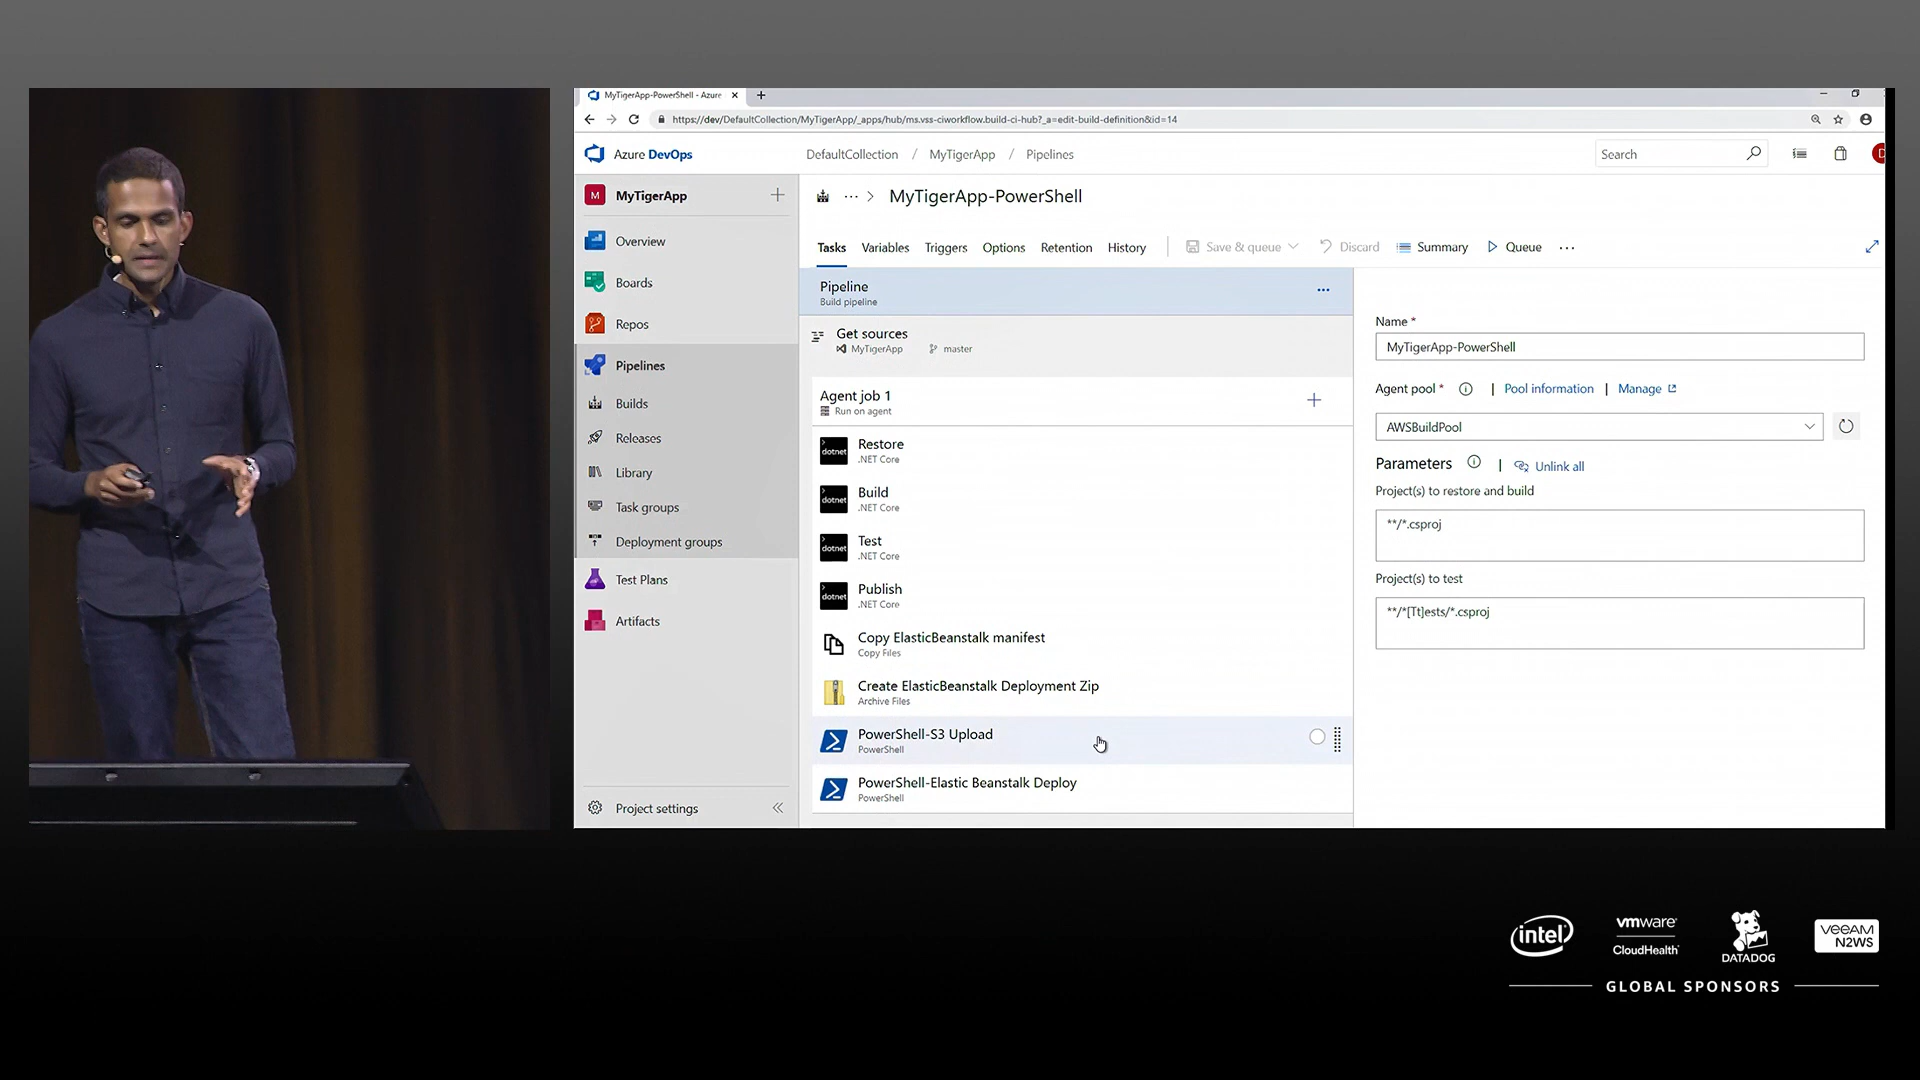 MyTigerApp-PowerShell - Azure
https://dev/DefaultCollection/MyTigerApp/_apps/hub/ms.vss-ciworkflow.build-ci-hub?_a=edit-build-definition&id=14
Azure DevOps
DefaultCollection / MyTigerApp / Pipelines
Search
D
M MyTigerApp
Overview
Boards
Repos
Pipelines
Builds
Releases
Library
Task groups
Deployment groups
Test Plans
Artifacts
Project settings
MyTigerApp-PowerShell
Tasks Variables Triggers Options Retention History Save & queue Discard Summary Queue
Pipeline
Build pipeline
Get sources
MyTigerApp master
Agent job 1
Run on agent
dotnet Restore
.NET Core
dotnet Build
.NET Core
dotnet Test
.NET Core
dotnet Publish
.NET Core
Copy ElasticBeanstalk manifest
Copy Files
Create ElasticBeanstalk Deployment Zip
Archive Files
PowerShell-S3 Upload
PowerShell
PowerShell-Elastic Beanstalk Deploy
PowerShell
Name *
MyTigerApp-PowerShell
Agent pool * | Pool information | Manage
AWSBuildPool
Parameters | Unlink all
Project(s) to restore and build
**/*.csproj
Project(s) to test
**/*[Tt]ests/*.csproj
intel
vmware
CloudHealth
DATADOG
VEEAM
N2WS
GLOBAL SPONSORS